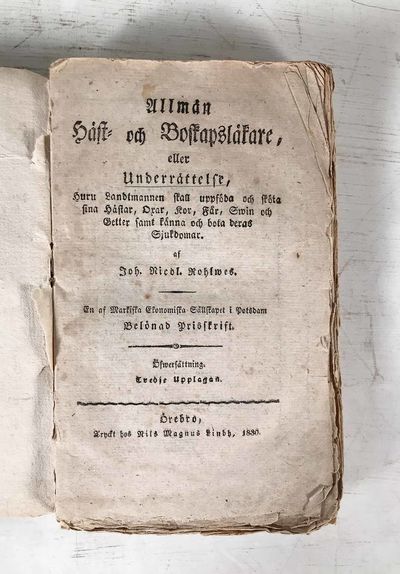 Allmän
Häst- och Boskapsläkare,
eller
Underrättelse,
Huru Landtmannen skall uppföda och sköta
sina Hästar, Oxar, Kor, Får, Swin och
Getter samt känna och bota deras
Sjukdomar.
af
Joh. Nicol. Rohlwes.
En af Markiska Ekonomiska Sällskapet i Potsdam
Belönad Prisskrift.
Öfwersättning.
Tredje Upplagan.
Örebro,
Tryckt hos Nils Magnus Lindh, 1830.